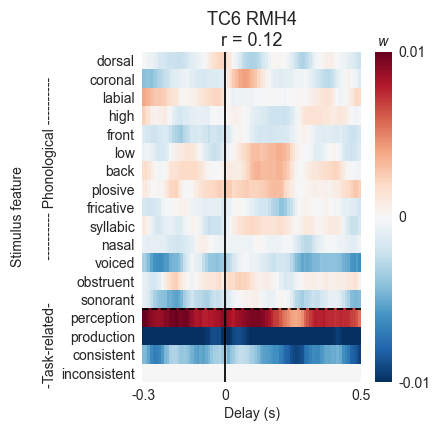 TC6 RMH4
r = 0.12
w
dorsal
coronal
labial
high
front
low
back
plosive
fricative
syllabic
nasal
voiced
obstruent
sonorant
perception
production
consistent
inconsistent
Stimulus feature
---------- Phonological ----------
-Task-related-
-0.3
0
0.5
Delay (s)
0.01
0
-0.01